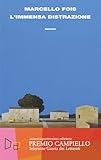 MARCELLO FOIS
L'IMMENSA DISTRAZIONE
PREMIO CAMPIELLO
Selezione Giuria dei Letterati